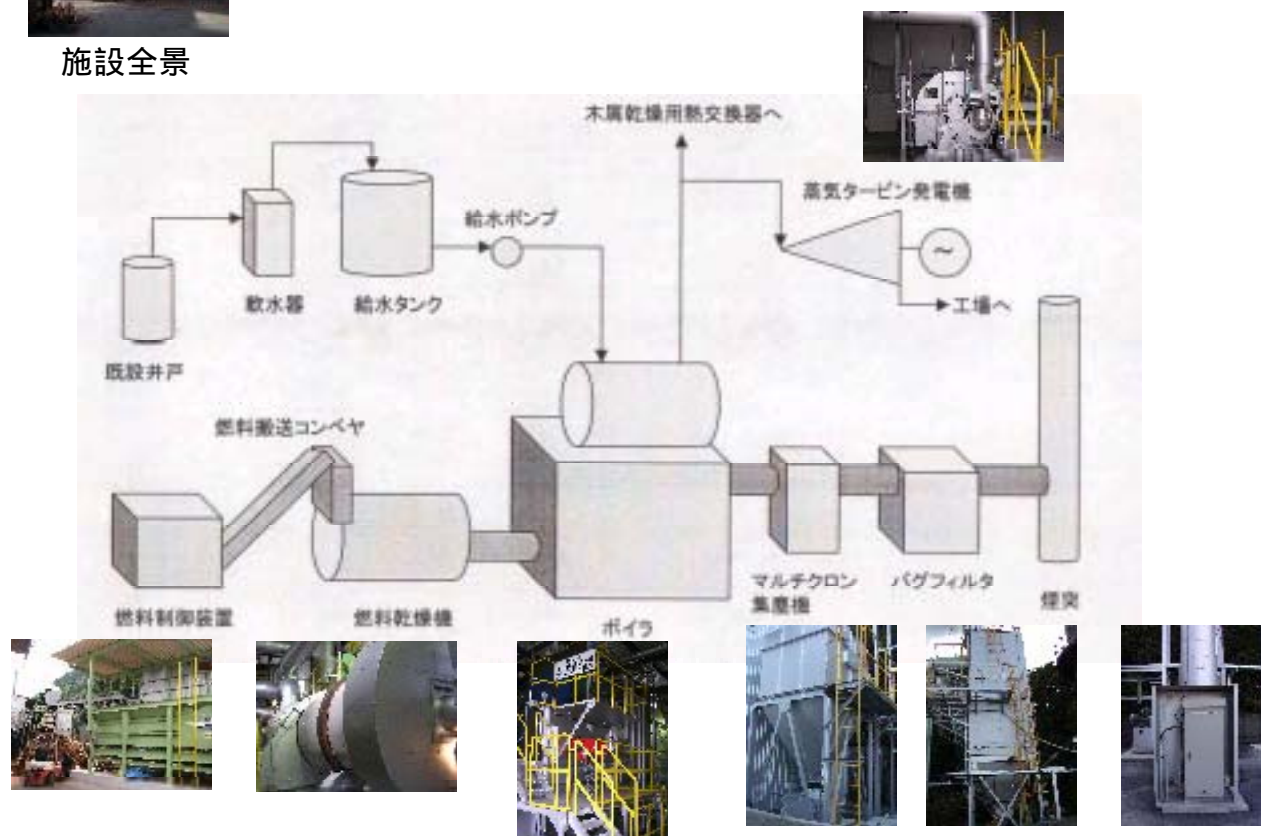 施設全景
木屑乾燥用熱交換器へ
蒸気タービン発電機
給水ポンプ
～
軟水器
給水タンク
工場へ
既設井戸
燃料搬送コンベヤ
マルチクロン
集塵機
バグフィルタ
煙突
燃料制御装置
燃料乾燥機
ボイラ